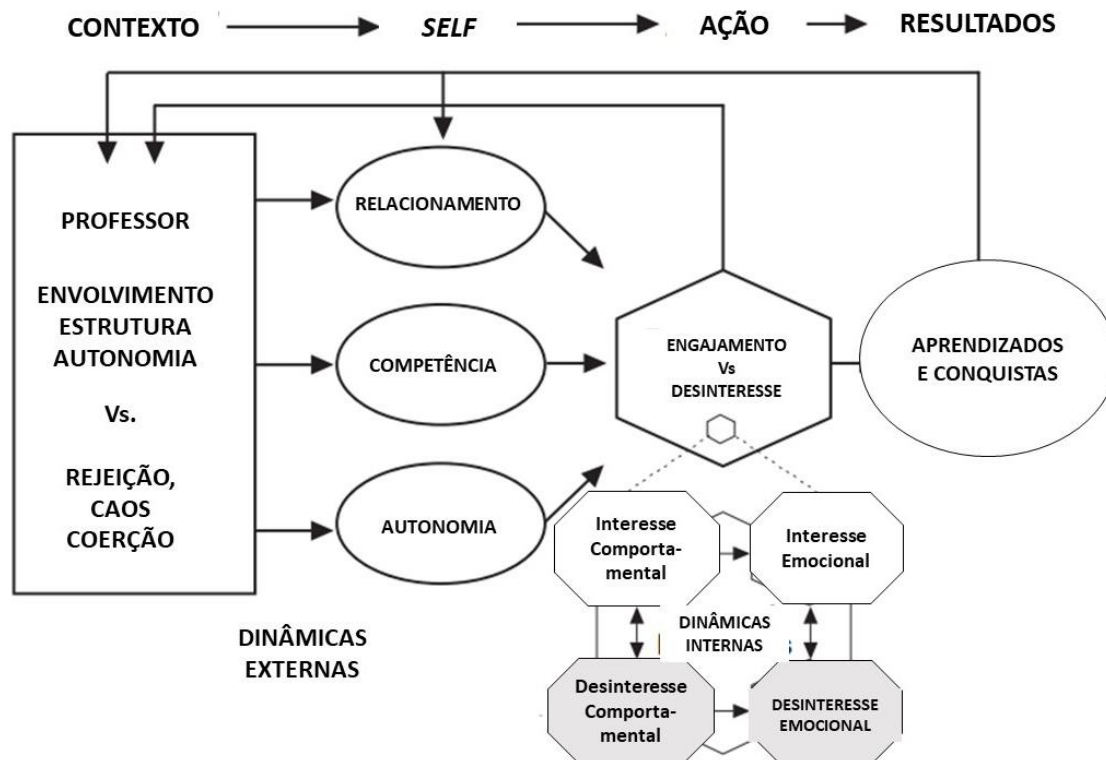 CONTEXTO SELF AÇÃO RESULTADOS
PROFESSOR
ENVOLVIMENTO
ESTRUTURA
AUTONOMIA
Vs.
REJEIÇÃO,
CAOS
COERÇÃO
RELACIONAMENTO
COMPETÊNCIA
AUTONOMIA
ENGAJAMENTO
Vs
DESINTERESSE
APRENDIZADOS
E CONQUISTAS
Interesse
Comporta-
mental
Interesse
Emocional
DINÂMICAS
INTERNAS
Desinteresse
Comporta-
mental
DESINTERESSE
EMOCIONAL
DINÂMICAS
EXTERNAS